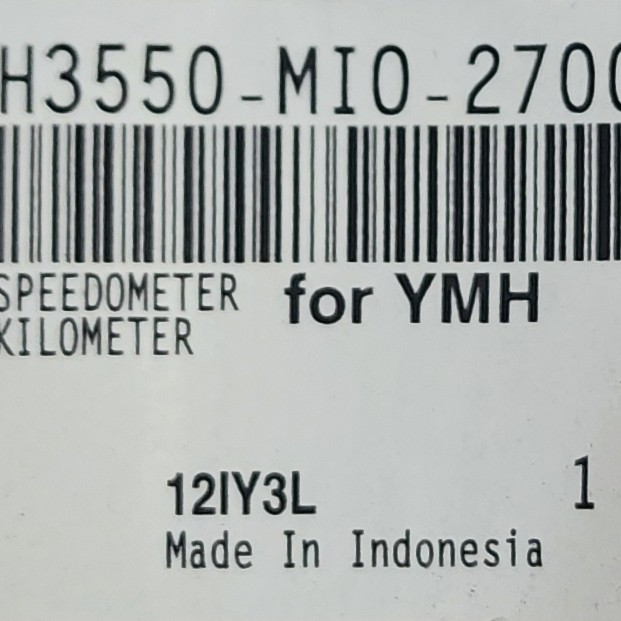 H3550-MIO-2700
SPEEDOMETER for YMH
KILOMETER
12IY3L 1
Made In Indonesia